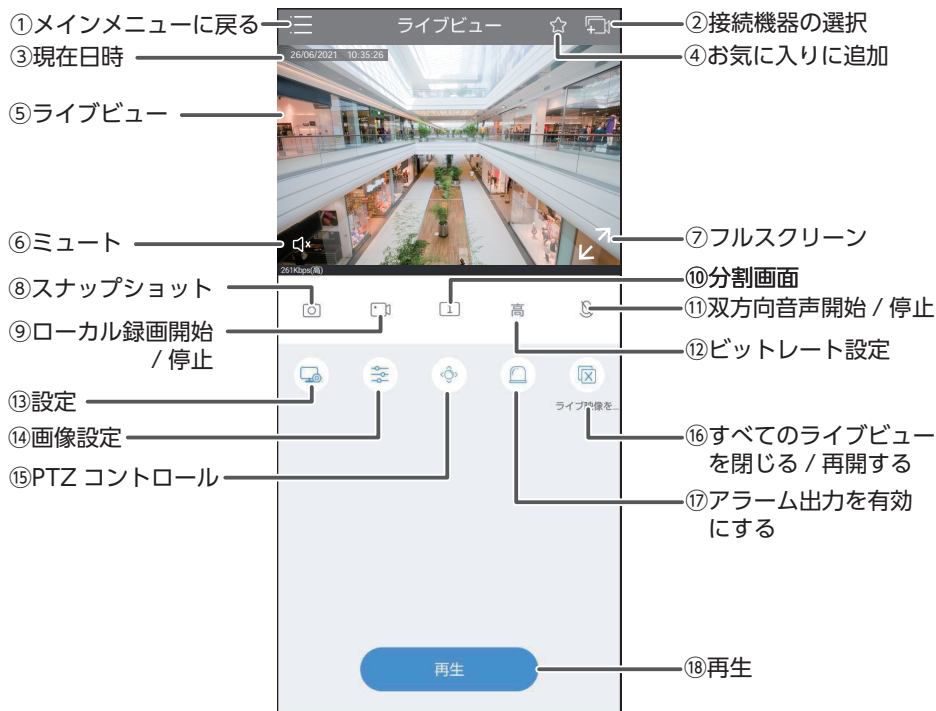 ①メインメニューに戻る
ライブビュー
②接続機器の選択
③現在日時
26/06/2021 10:35:26
④お気に入りに追加
⑤ライブビュー
⑥ミュート
⑦フルスクリーン
261Kbps(高)
⑧スナップショット
⑩分割画面
1
高
⑪双方向音声開始 / 停止
⑨ローカル録画開始
/ 停止
⑫ビットレート設定
⑬設定
ライブ映像を...
⑭画像設定
⑯すべてのライブビュー
を閉じる / 再開する
⑮PTZ コントロール
⑰アラーム出力を有効
にする
再生
⑱再生